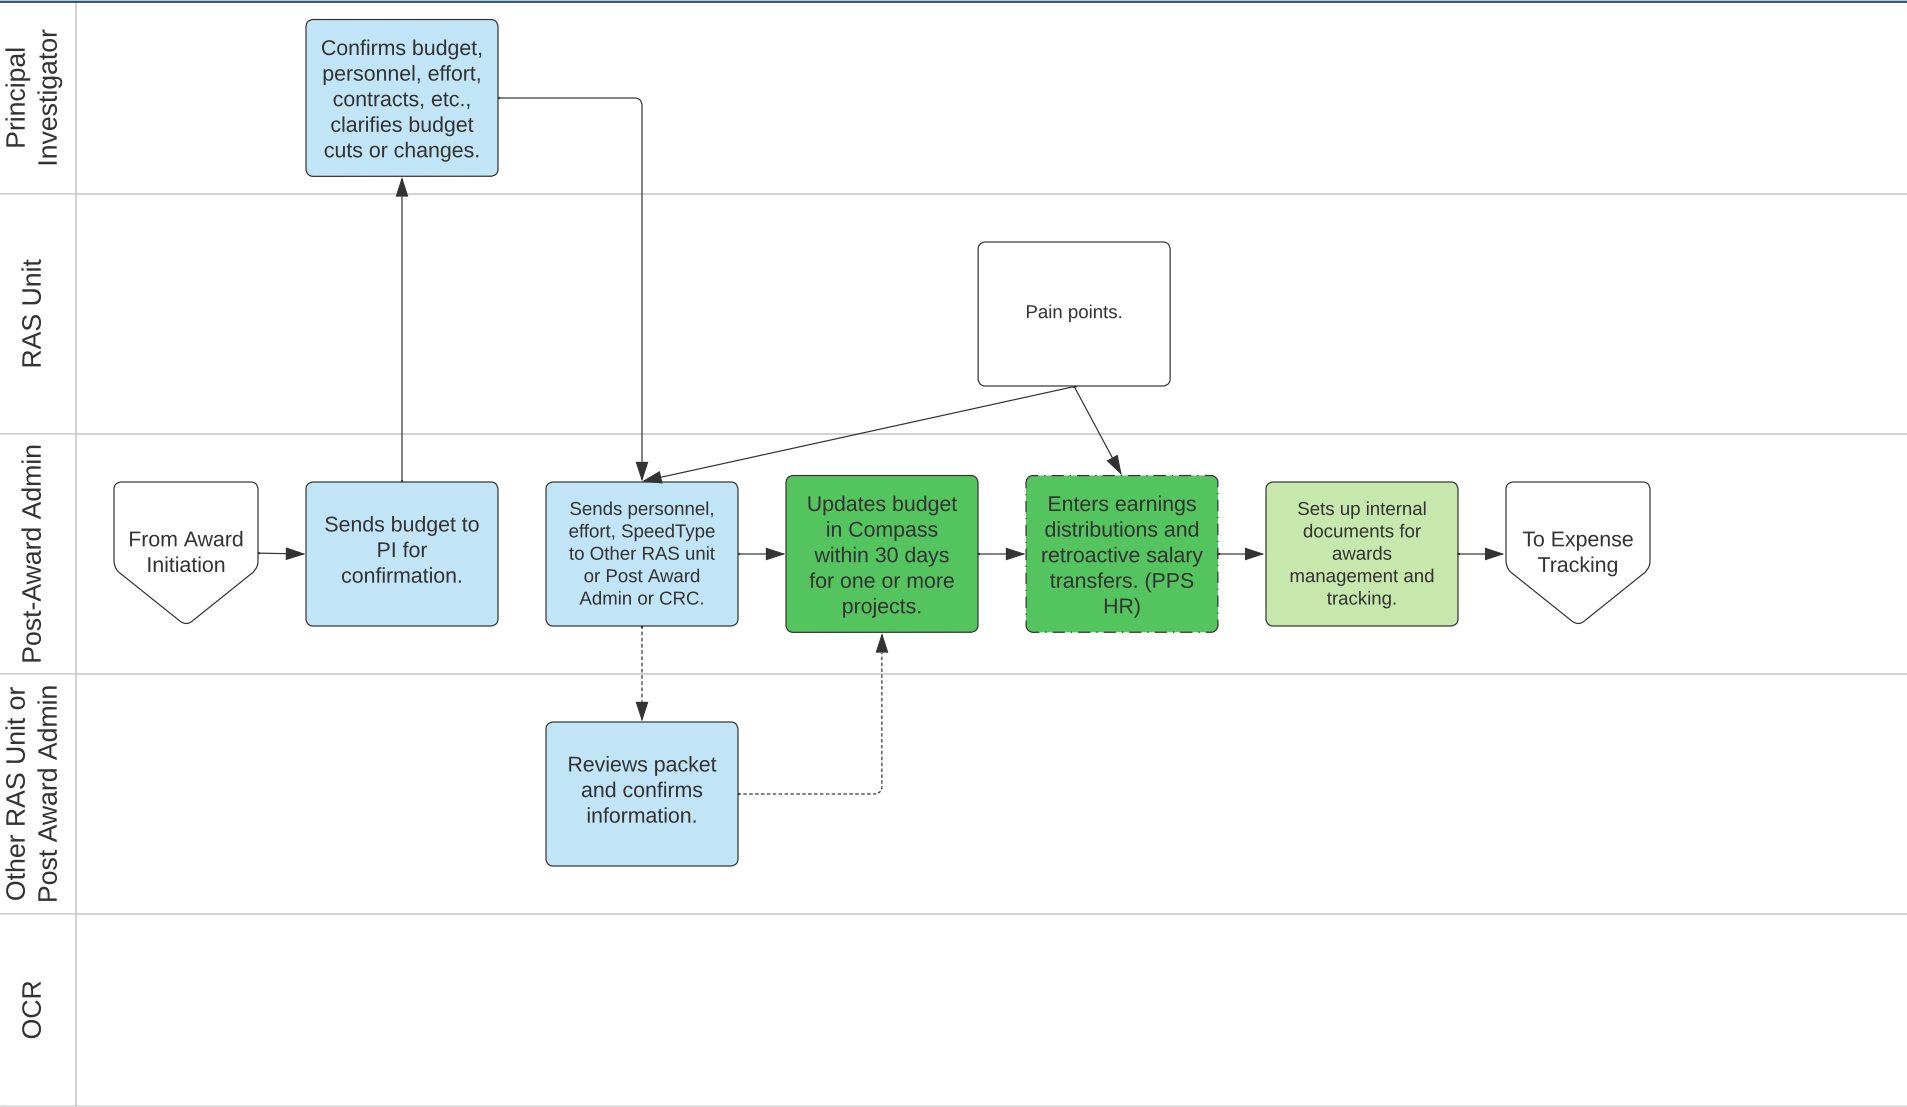 Principal
Investigator
Confirms budget,
personnel, effort,
contracts, etc.,
clarifies budget
cuts or changes.
RAS Unit
Pain points.
Post-Award Admin
From Award
Initiation
Sends budget to
PI for
confirmation.
Sends personnel,
effort, SpeedType
to Other RAS unit
or Post Award
Admin or CRC.
Updates budget
in Compass
within 30 days
for one or more
projects.
Enters earnings
distributions and
retroactive salary
transfers. (PPS
HR)
Sets up internal
documents for
awards
management and
tracking.
To Expense
Tracking
Other RAS Unit or
Post Award Admin
Reviews packet
and confirms
information.
OCR